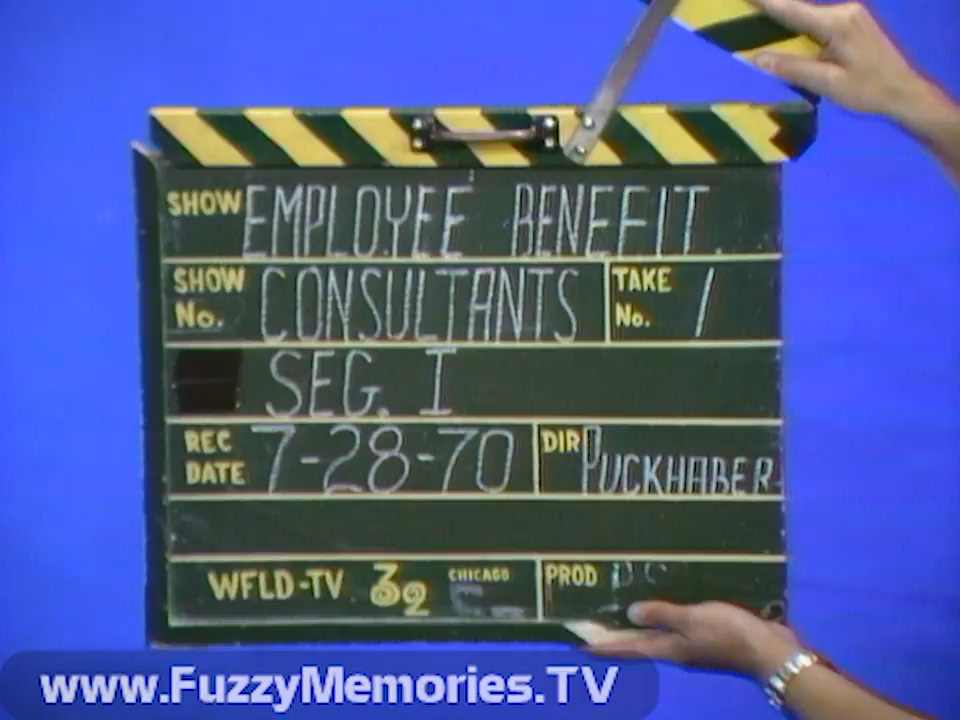 SHOW EMPLOYEE BENEFIT.
SHOW No. CONSULTANTS TAKE No. 1
SEG. I
REC DATE 7-28-70 DIR PUCKHABER
WFLD-TV 32 CHICAGO PROD
www.FuzzyMemories.TV